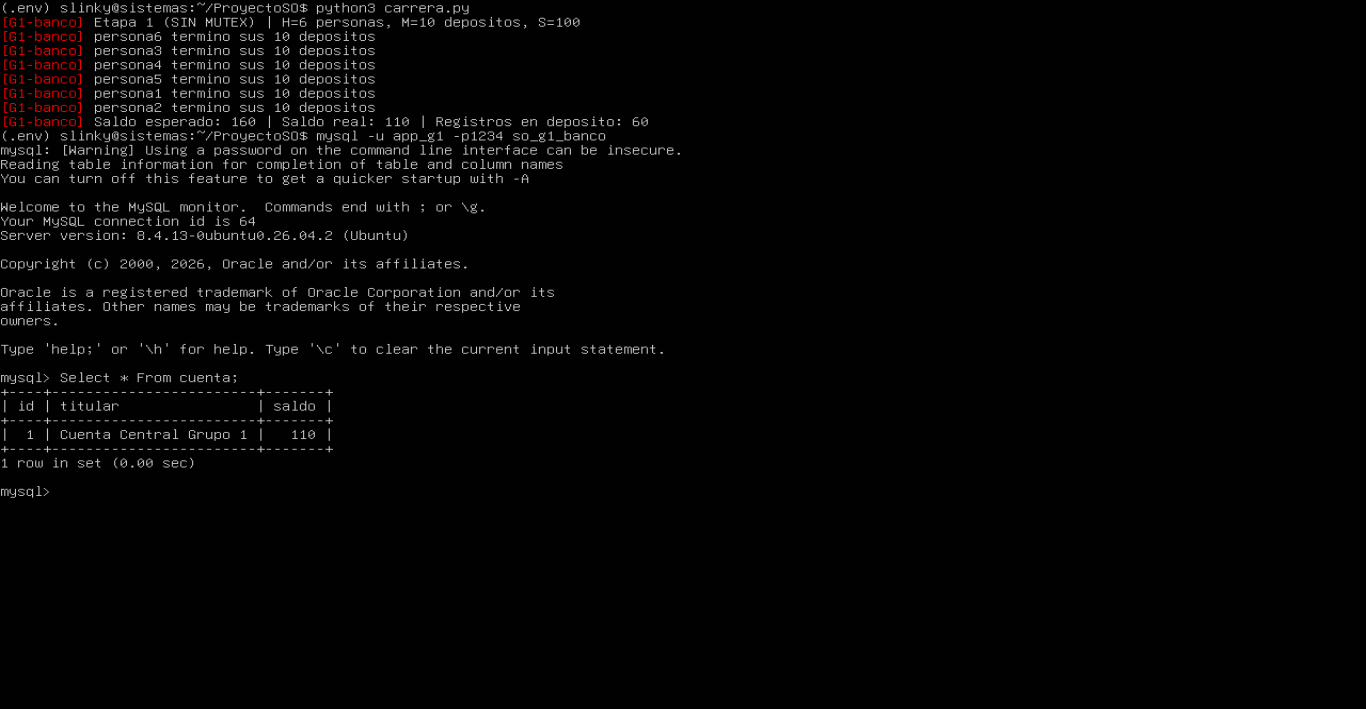 (.env) slinky@sistemas:~/ProyectoSO$ python3 carrera.py
[G1-banco] Etapa 1 (SIN MUTEX) | H=6 personas, M=10 depositos, S=100
[G1-banco] persona6 termino sus 10 depositos
[G1-banco] persona3 termino sus 10 depositos
[G1-banco] persona4 termino sus 10 depositos
[G1-banco] persona5 termino sus 10 depositos
[G1-banco] persona1 termino sus 10 depositos
[G1-banco] persona2 termino sus 10 depositos
[G1-banco] Saldo esperado: 160 | Saldo real: 110 | Registros en deposito: 60
(.env) slinky@sistemas:~/ProyectoSO$ mysql -u app_g1 -p1234 so_g1_banco
mysql: [Warning] Using a password on the command line interface can be insecure.
Reading table information for completion of table and column names
You can turn off this feature to get a quicker startup with -A

Welcome to the MySQL monitor.  Commands end with ; or \g.
Your MySQL connection id is 64
Server version: 8.4.13-0ubuntu0.26.04.2 (Ubuntu)

Copyright (c) 2000, 2026, Oracle and/or its affiliates.

Oracle is a registered trademark of Oracle Corporation and/or its
affiliates. Other names may be trademarks of their respective
owners.

Type 'help;' or '\h' for help. Type '\c' to clear the current input statement.

mysql> Select * From cuenta;
+----+------------------------+-------+
| id | titular                | saldo |
+----+------------------------+-------+
|  1 | Cuenta Central Grupo 1 |   110 |
+----+------------------------+-------+
1 row in set (0.00 sec)

mysql>